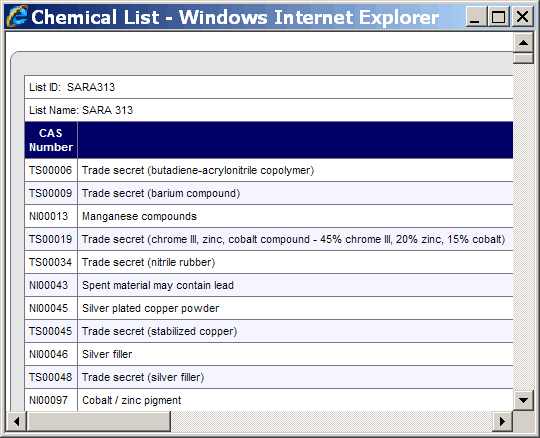 Chemical List - Windows Internet Explorer
List ID: SARA313
List Name: SARA 313
CAS
Number
TS00006 Trade secret (butadiene-acrylonitrile copolymer)
TS00009 Trade secret (barium compound)
NI00013 Manganese compounds
TS00019 Trade secret (chrome III, zinc, cobalt compound - 45% chrome III, 20% zinc, 15% cobalt)
TS00034 Trade secret (nitrile rubber)
NI00043 Spent material may contain lead
NI00045 Silver plated copper powder
TS00045 Trade secret (stabilized copper)
NI00046 Silver filler
TS00048 Trade secret (silver filler)
NI00097 Cobalt / zinc pigment